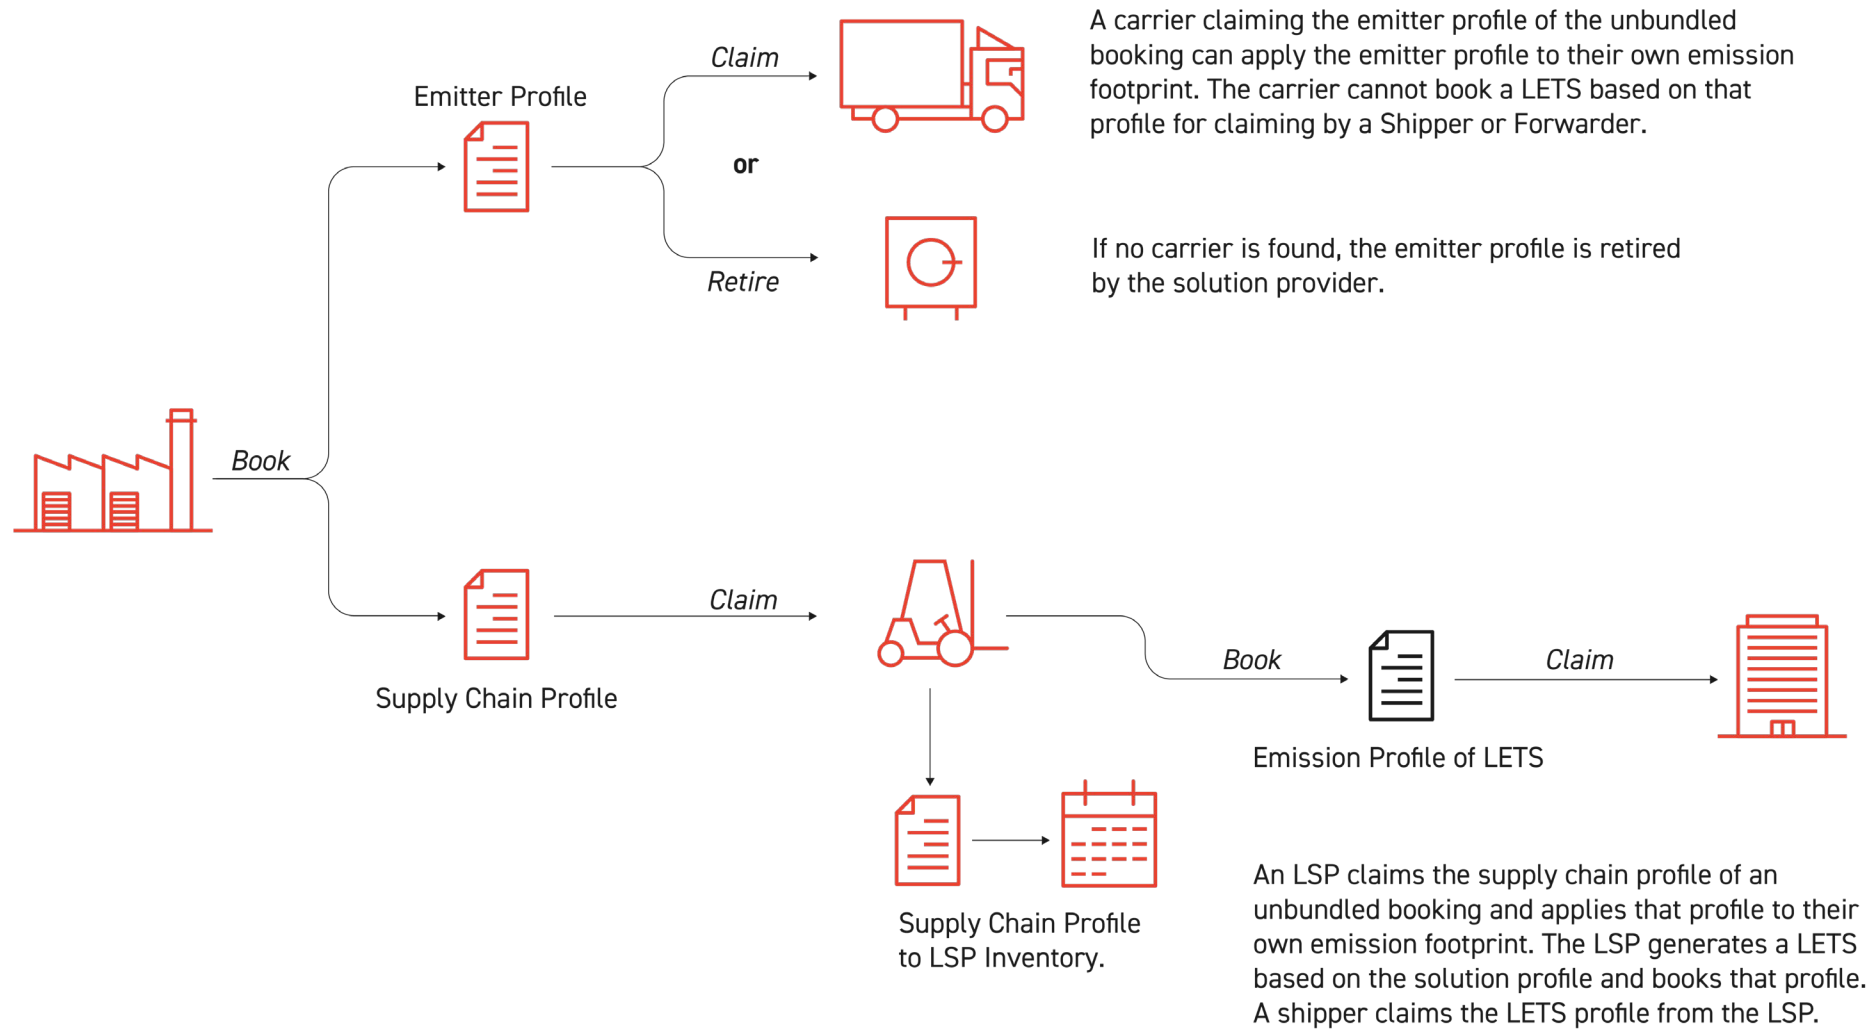 Claim
A carrier claiming the emitter profile of the unbundled
booking can apply the emitter profile to their own emission
footprint. The carrier cannot book a LETS based on that
profile for claiming by a Shipper or Forwarder.
Emitter Profile
or
Retire
If no carrier is found, the emitter profile is retired
by the solution provider.
Book
Supply Chain Profile
Claim
Book
Claim
Emission Profile of LETS
Supply Chain Profile
to LSP Inventory.
An LSP claims the supply chain profile of an
unbundled booking and applies that profile to their
own emission footprint. The LSP generates a LETS
based on the solution profile and books that profile.
A shipper claims the LETS profile from the LSP.